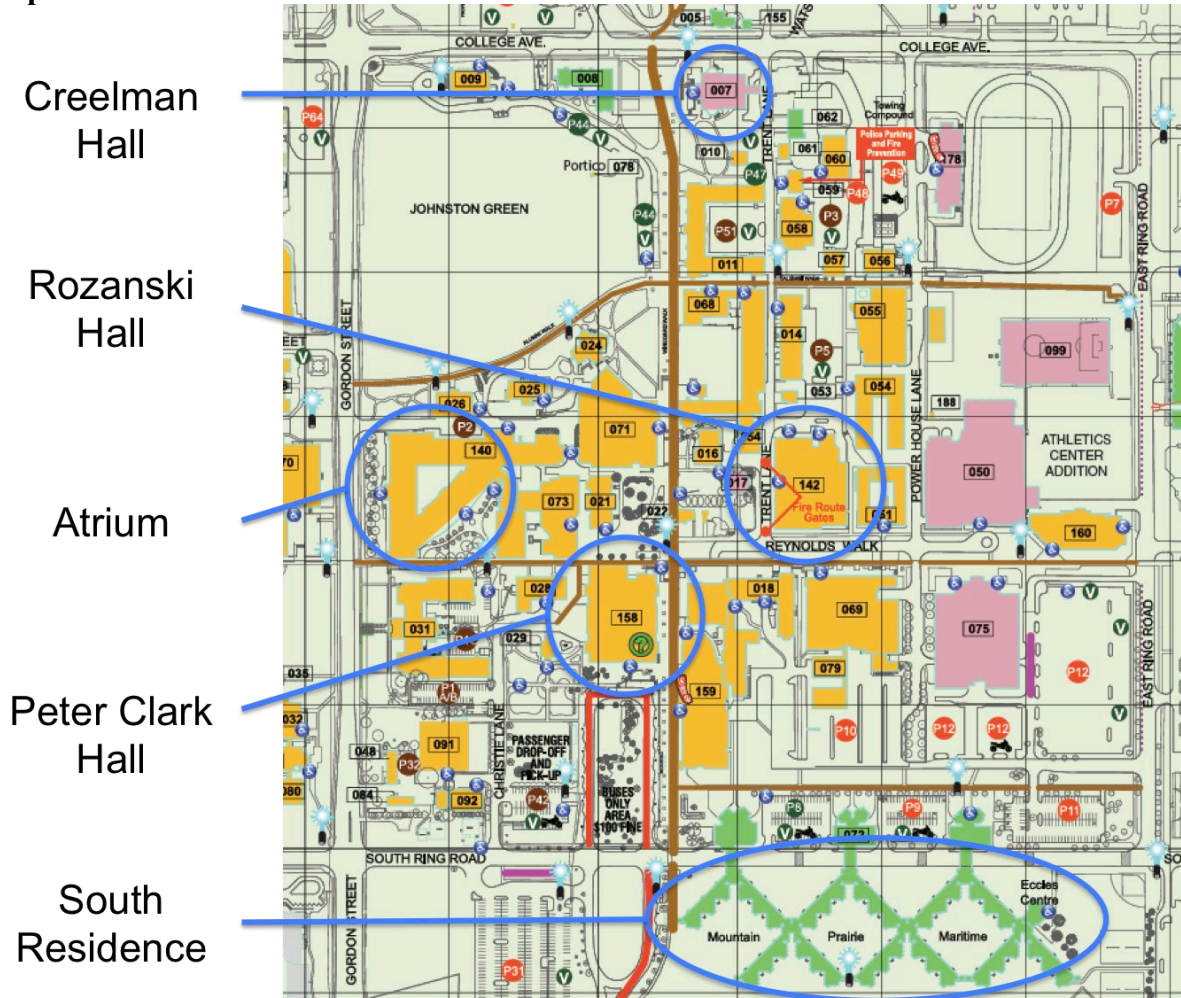 Creelman
Hall
Rozanski
Hall
Atrium
Peter Clark
Hall
South
Residence
005
155
COLLEGE AVE.
COLLEGE AVE.
009
008
007
P64
P44
V
V
TRENT LANE
062
Towing
Compound
Police Parking
and Fire
Prevention
178
Portico 078
010
V
061
060
P47
059
P48
P49
P7
JOHNSTON GREEN
P44
V
P51
V
058
P3
V
011
057
056
EAST RING ROAD
GORDON STREET
ALUMNI WALK
068
014
055
024
P5
V
099
V
025
053
054
026
188
P2
140
071
016
017
TRENT LANE
142
Fire Route
Gates
POWER HOUSE LANE
050
ATHLETICS
CENTER
ADDITION
073
021
022
051
160
REYNOLDS WALK
028
158
018
069
075
V
V
031
029
035
P1
A/B
159
079
P12
EAST RING ROAD
V
032
048
091
P32
CHRISTIE LANE
PASSENGER
DROP-OFF
AND
PICK-UP
BUSES
ONLY
AREA
$100 FINE
P10
P12
P12
080
084
092
P42
V
P8
V
P9
V
P11
072
SOUTH RING ROAD
SO
GORDON STREET
Eccles
Centre
Mountain
Prairie
Maritime
P31
V